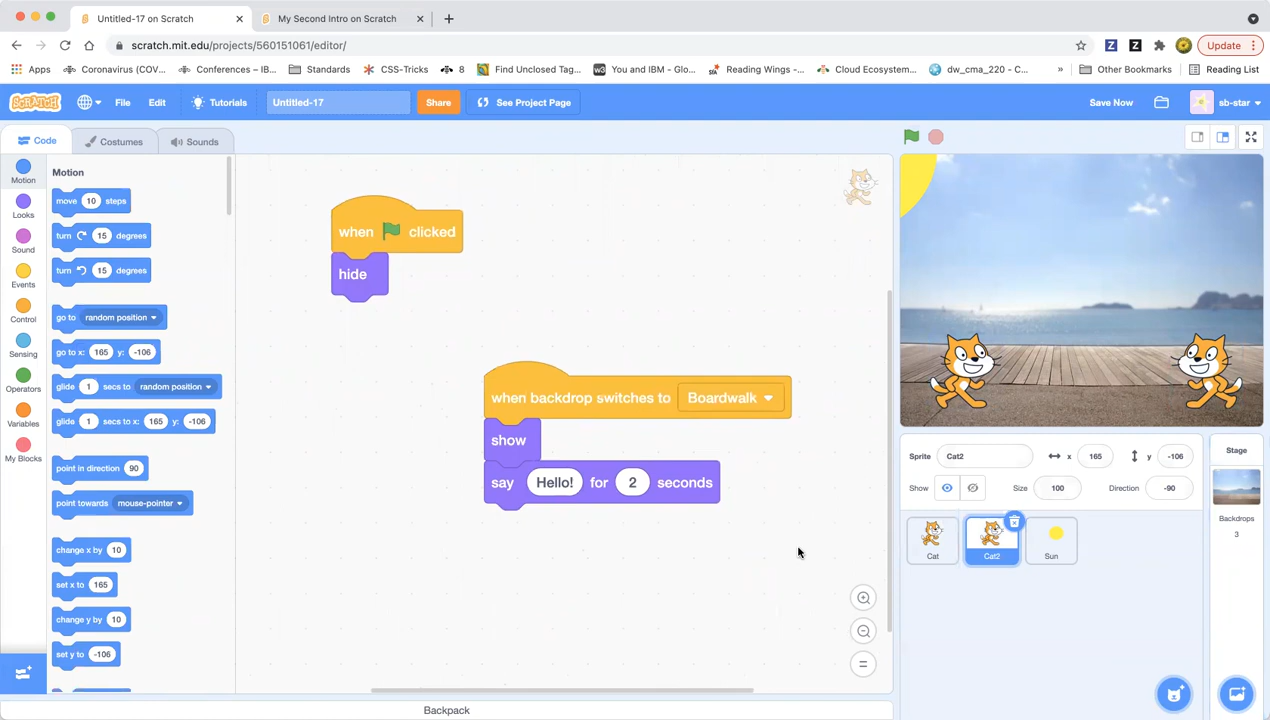 Untitled-17 on Scratch
My Second Intro on Scratch
scratch.mit.edu/projects/560151061/editor/
Update
Apps
Coronavirus (COV...
Conferences – IB...
Standards
CSS-Tricks
8
Find Unclosed Tag...
w3
You and IBM - Glo...
Reading Wings -...
Cloud Ecosystem...
dw_cma_220 - C...
»
Other Bookmarks
Reading List
SCRATCH
File
Edit
Tutorials
Untitled-17
Share
See Project Page
Save Now
sb-star
Code
Costumes
Sounds
Motion
Looks
Sound
Events
Control
Sensing
Operators
Variables
My Blocks
Motion
move 10 steps
turn 15 degrees
turn 15 degrees
go to random position
go to x: 165 y: -106
glide 1 secs to random position
glide 1 secs to x: 165 y: -106
point in direction 90
point towards mouse-pointer
change x by 10
set x to 165
change y by 10
set y to -106
when clicked
hide
when backdrop switches to Boardwalk
show
say Hello! for 2 seconds
Sprite Cat2 x 165 y -106
Show Size 100 Direction -90
Cat
Cat2
Sun
Stage
Backdrops
3
Backpack